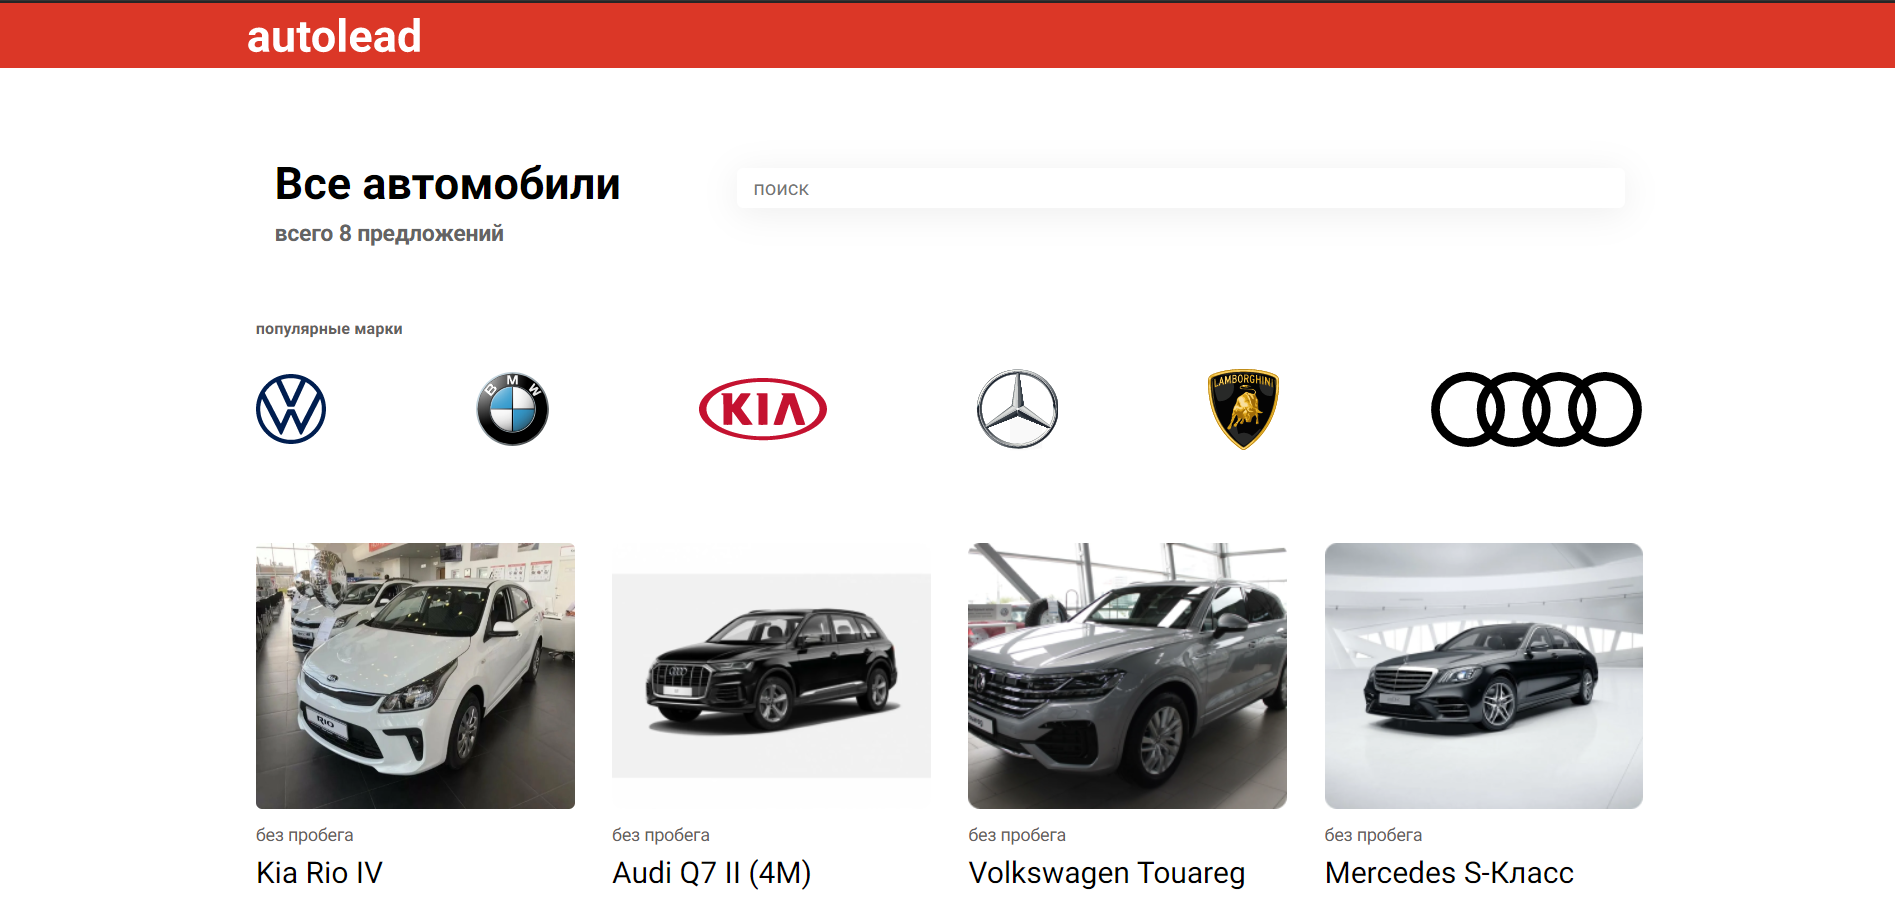 autolead
Все автомобили
поиск
всего 8 предложений
популярные марки
BMW
KIA
LAMBORGHINI
RIO
без пробега
без пробега
без пробега
без пробега
Kia Rio IV
Audi Q7 II (4M)
Volkswagen Touareg
Mercedes S-Класс